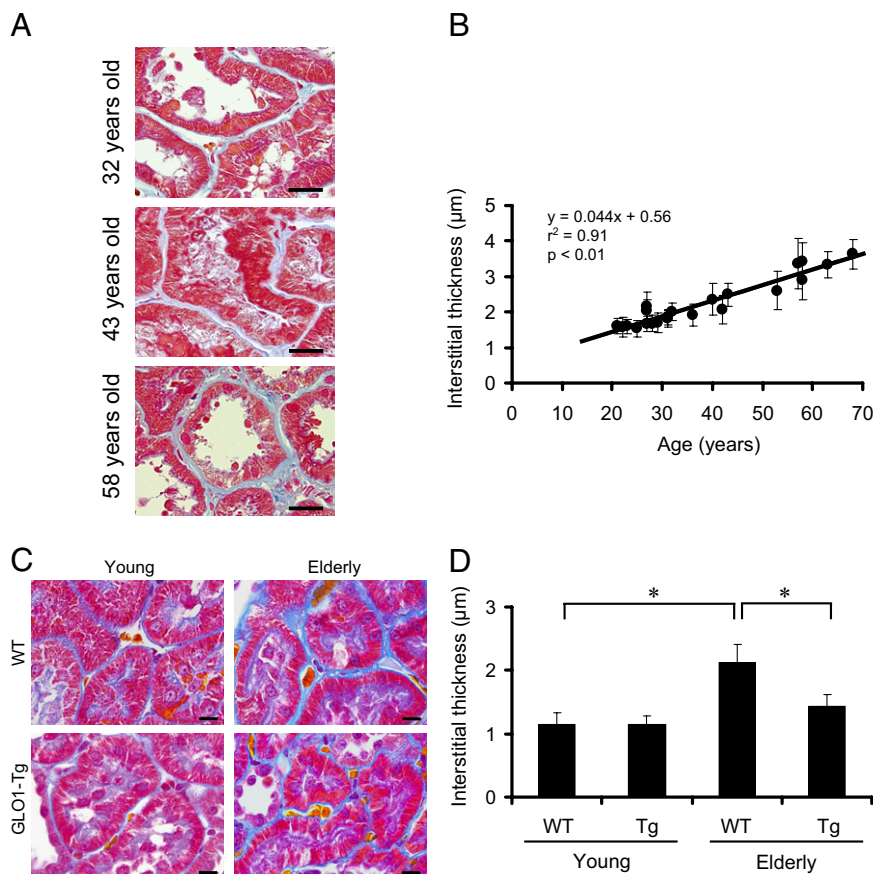 A
32 years old
43 years old
58 years old
B
Interstitial thickness (μm)
5
4
3
2
1
0
y = 0.044x + 0.56
r² = 0.91
p < 0.01
0 10 20 30 40 50 60 70
Age (years)
C
Young Elderly
WT
GLO1-Tg
D
Interstitial thickness (μm)
3
2
1
0
* *
WT Tg WT Tg
Young Elderly